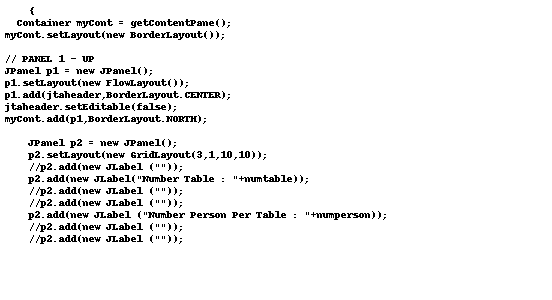 {
Container myCont = getContentPane();
myCont.setLayout(new BorderLayout());
// PANEL 1 - UP
JPanel p1 = new JPanel();
p1.setLayout(new FlowLayout());
p1.add(jtaheader,BorderLayout.CENTER);
jtaheader.setEditable(false);
myCont.add(p1,BorderLayout.NORTH);
JPanel p2 = new JPanel();
p2.setLayout(new GridLayout(3,1,10,10));
//p2.add(new JLabel (""));
p2.add(new JLabel("Number Table : "+numtable));
//p2.add(new JLabel (""));
//p2.add(new JLabel (""));
p2.add(new JLabel ("Number Person Per Table : "+numperson));
//p2.add(new JLabel (""));
//p2.add(new JLabel (""));